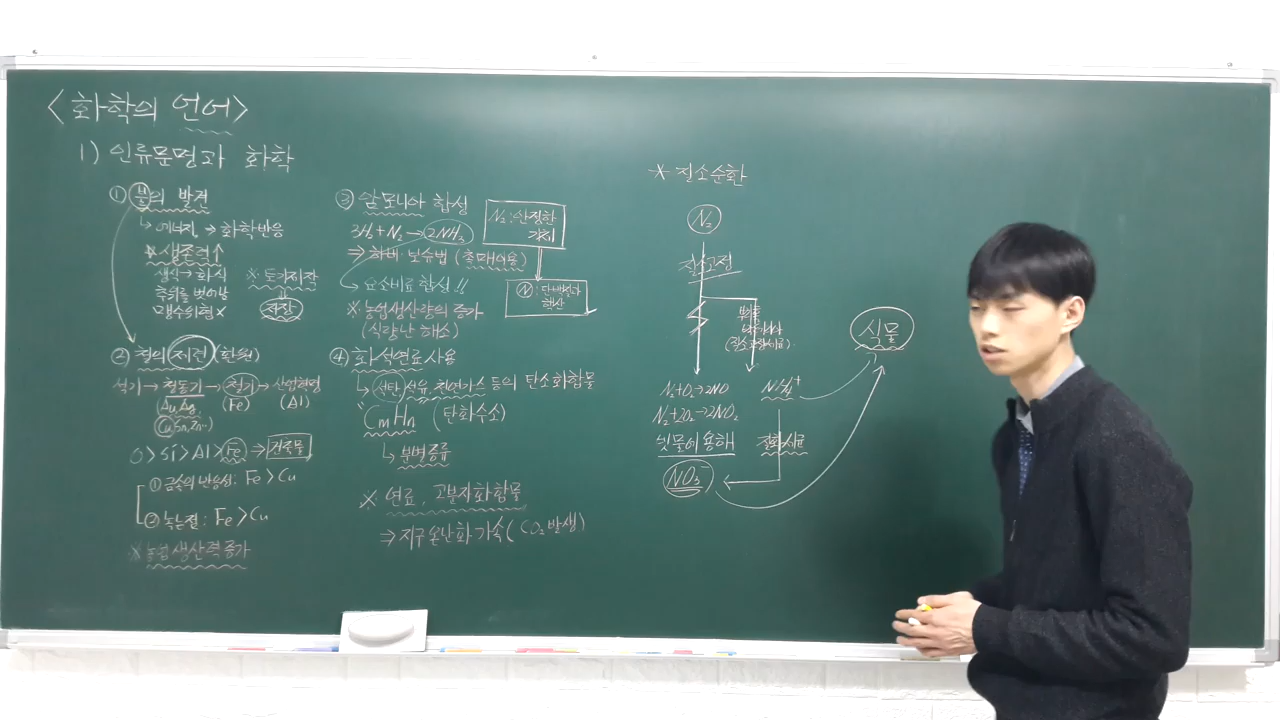 <화학의 언어>
1) 인류문명과 화학
① 불의 발견
↳ 에너지 → 화학반응
※ 생존력↑
생식→화식
추위를 벗어남
맹수위협×
※ 토기제작
저장
② 철의 제련 (환원)
석기→청동기→철기→산업혁명
(Au, Ag, Cu, Sn, Zn…) (Fe) (Al)
O>Si>Al>Fe ⇒ 건축물
① 금속의 반응성: Fe>Cu
② 녹는점: Fe>Cu
※ 농업생산력증가
③ 암모니아 합성
3H₂+N₂→2NH₃
⇒ 하버·보슈법 (촉매이용)
↳ 요소비료 합성!!
※ 농업생산량의 증가
(식량난 해소)
N₂: 안정한
기체
N: 단백질과
핵산
④ 화석연료사용
↳ 석탄, 석유, 천연가스 등의 탄소화합물
"CmHn (탄화수소)
↳ 분별증류
※ 연료, 고분자화합물
⇒ 지구온난화 가속 (CO₂ 발생)
※ 질소순환
N₂
질소고정
(질소고정세균)
N₂+O₂→2NO
N₂+2O₂→2NO₂
빗물에 용해
NO₃⁻
NH₄⁺
질화세균
식물